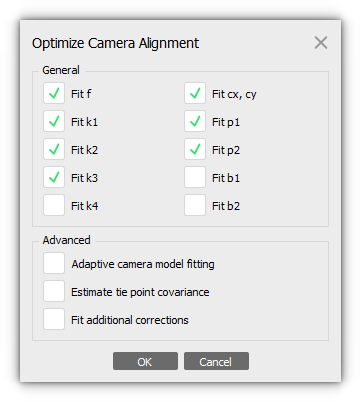 Optimize Camera Alignment
General
Fit f
Fit cx, cy
Fit k1
Fit p1
Fit k2
Fit p2
Fit k3
Fit b1
Fit k4
Fit b2
Advanced
Adaptive camera model fitting
Estimate tie point covariance
Fit additional corrections
OK
Cancel